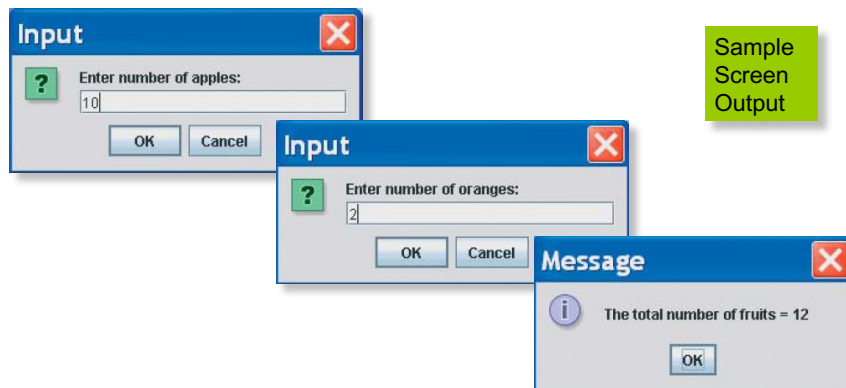 Input
?
Enter number of apples:
10
OK Cancel
Sample
Screen
Output
Input
?
Enter number of oranges:
2
OK Cancel
Message
i
The total number of fruits = 12
OK